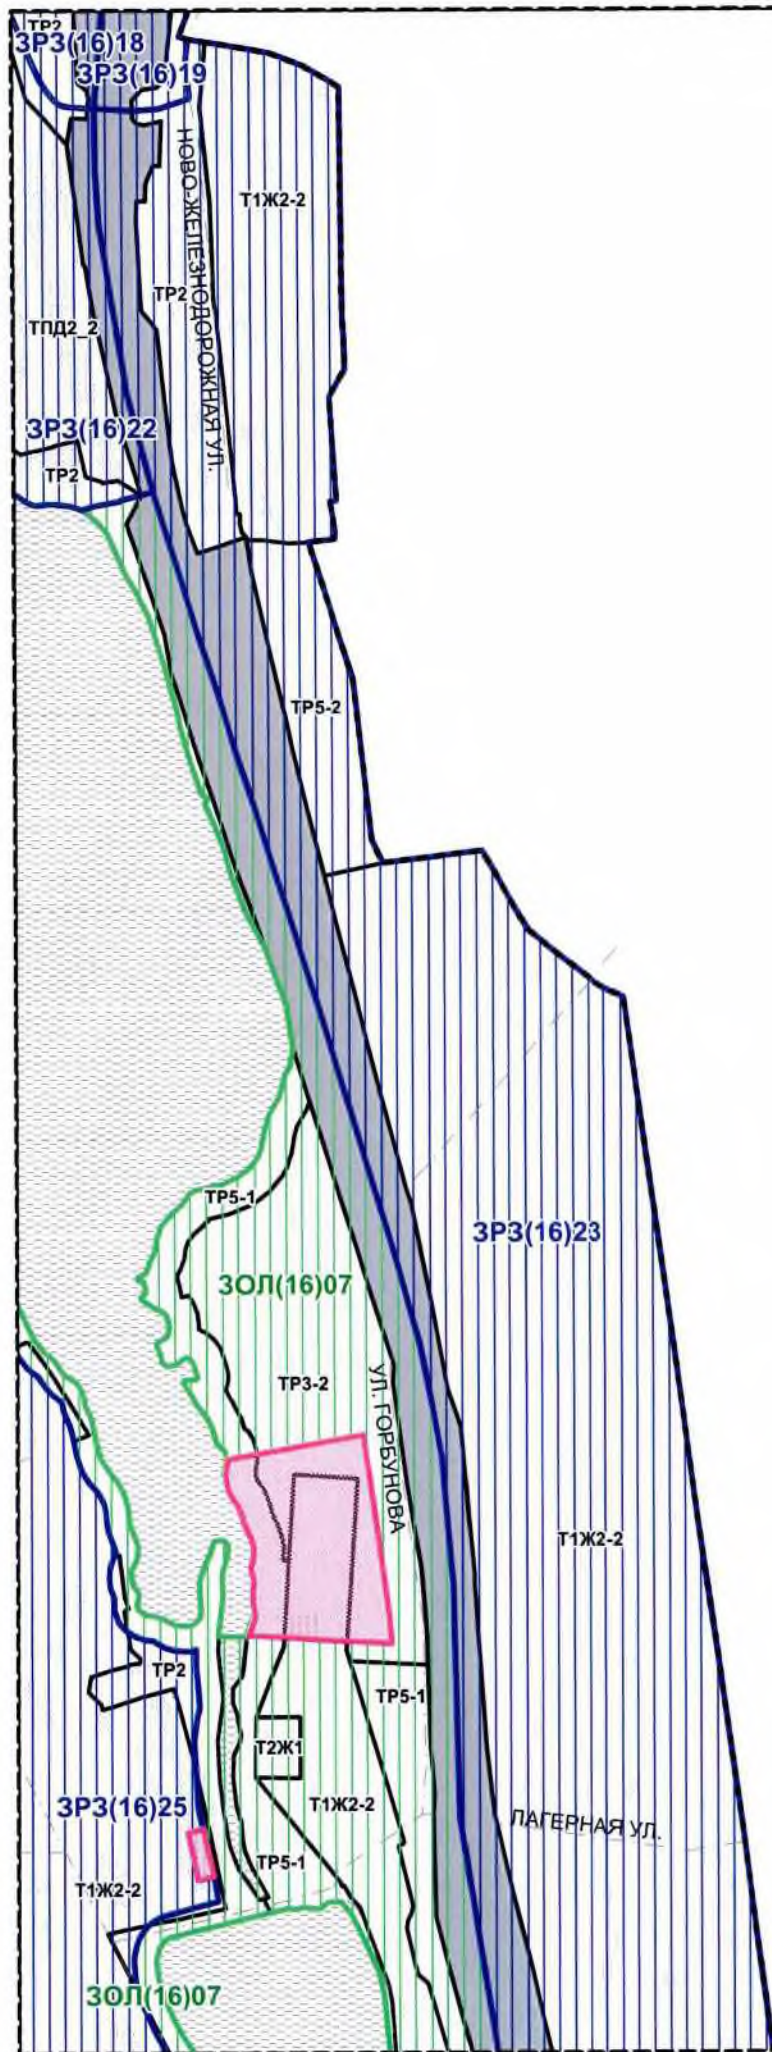 ТР2
ЗРЗ(16)18
ЗРЗ(16)19
НОВО-ЖЕЛЕЗНОДОРОЖНАЯ УЛ.
Т1Ж2-2
ТР2
ТПД2_2
ЗРЗ(16)22
ТР2
ТР5-2
ТР5-1
ЗРЗ(16)23
ЗОЛ(16)07
ТР3-2
УЛ. ГОРБУНОВА
Т1Ж2-2
ТР2
ТР5-1
Т2Ж1
ЗРЗ(16)25
Т1Ж2-2
ЛАГЕРНАЯ УЛ.
ТР5-1
Т1Ж2-2
ЗОЛ(16)07